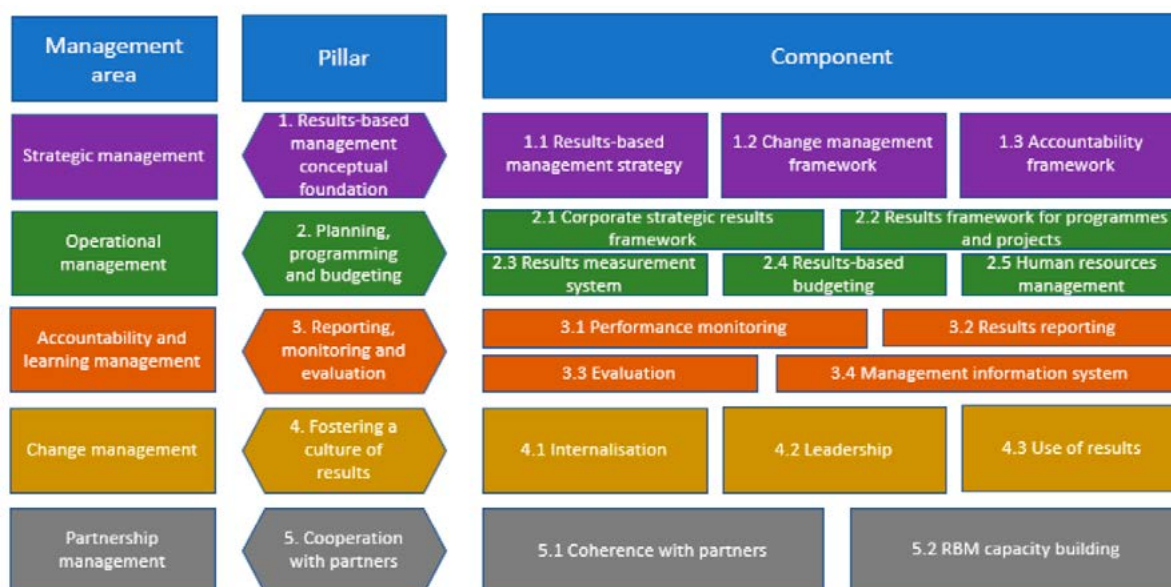 Management
area
Pillar
Component
Strategic management
1. Results-based
management
conceptual
foundation
1.1 Results-based
management strategy
1.2 Change management
framework
1.3 Accountability
framework
Operational
management
2. Planning,
programming
and budgeting
2.1 Corporate strategic results
framework
2.2 Results framework for programmes
and projects
2.3 Results measurement
system
2.4 Results-based
budgeting
2.5 Human resources
management
Accountability and
learning management
3. Reporting,
monitoring and
evaluation
3.1 Performance monitoring
3.2 Results reporting
3.3 Evaluation
3.4 Management information system
Change management
4. Fostering a
culture of
results
4.1 Internalisation
4.2 Leadership
4.3 Use of results
Partnership
management
5. Cooperation
with partners
5.1 Coherence with partners
5.2 RBM capacity building